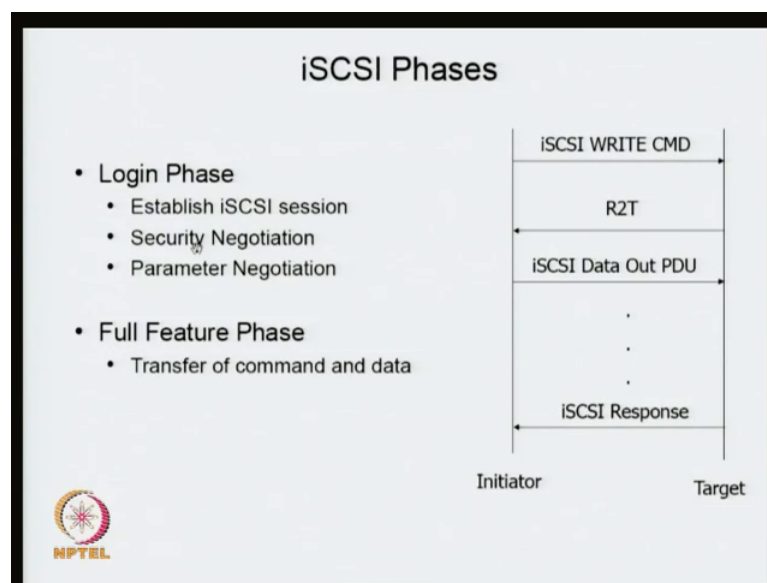 iSCSI Phases
• Login Phase
• Establish iSCSI session
• Security Negotiation
• Parameter Negotiation
• Full Feature Phase
• Transfer of command and data
iSCSI WRITE CMD
R2T
iSCSI Data Out PDU
.
.
.
iSCSI Response
Initiator
Target
NPTEL